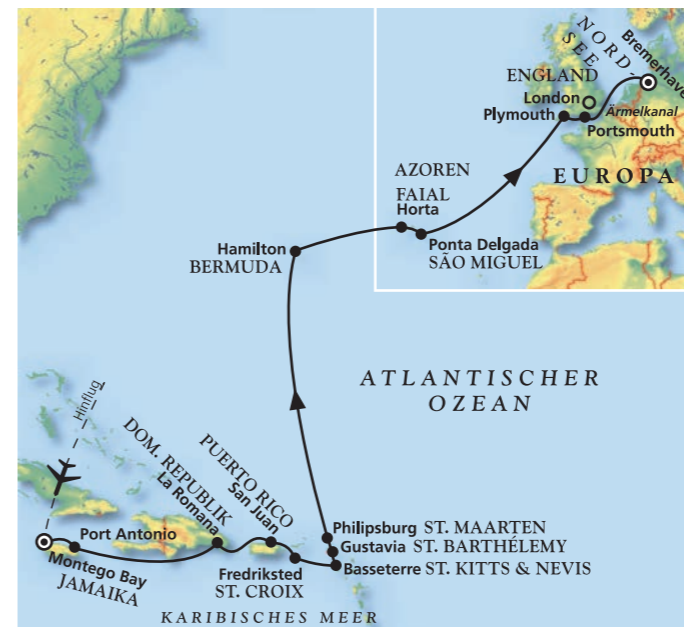 NORD-
SEE
Bremerhave
ENGLAND
London
Plymouth
Ärmelkanal
Portsmouth
EUROPA
AZOREN
FAIAL
Horta
Ponta Delgada
SÃO MIGUEL
Hamilton
BERMUDA
ATLANTISCHER
OZEAN
Hinflug
DOM. REPUBLIK
La Romana
PUERTO RICO
San Juan
Port Antonio
Montego Bay
JAMAIKA
Fredriksted
ST. CROIX
Philipsburg ST. MAARTEN
Gustavia ST. BARTHÉLEMY
Basseterre ST. KITTS & NEVIS
KARIBISCHES MEER